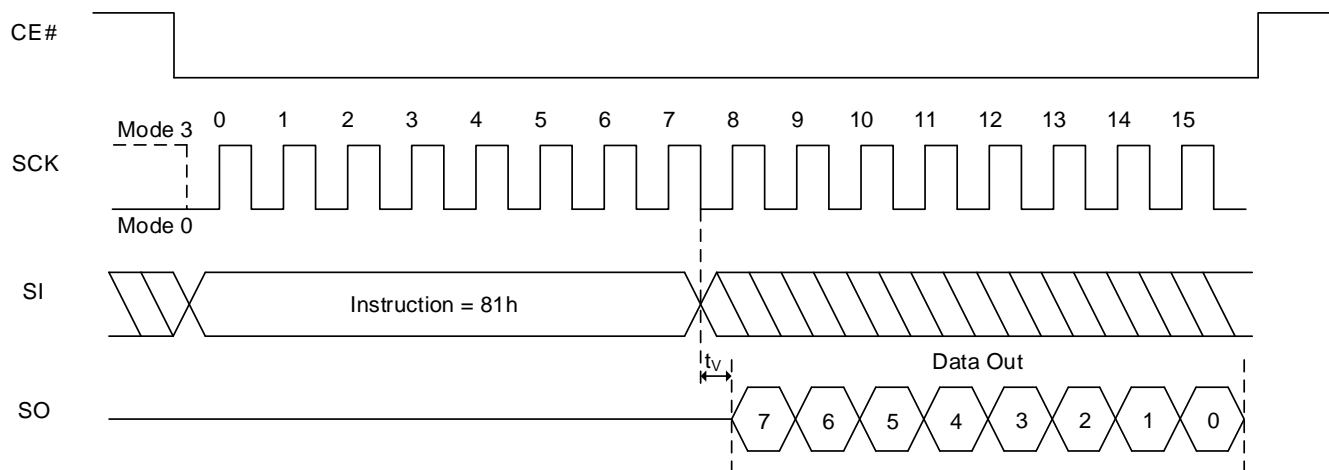 CE#
0 1 2 3 4 5 6 7 8 9 10 11 12 13 14 15
Mode 3
SCK
Mode 0
SI
Instruction = 81h
tV
Data Out
SO
7 6 5 4 3 2 1 0